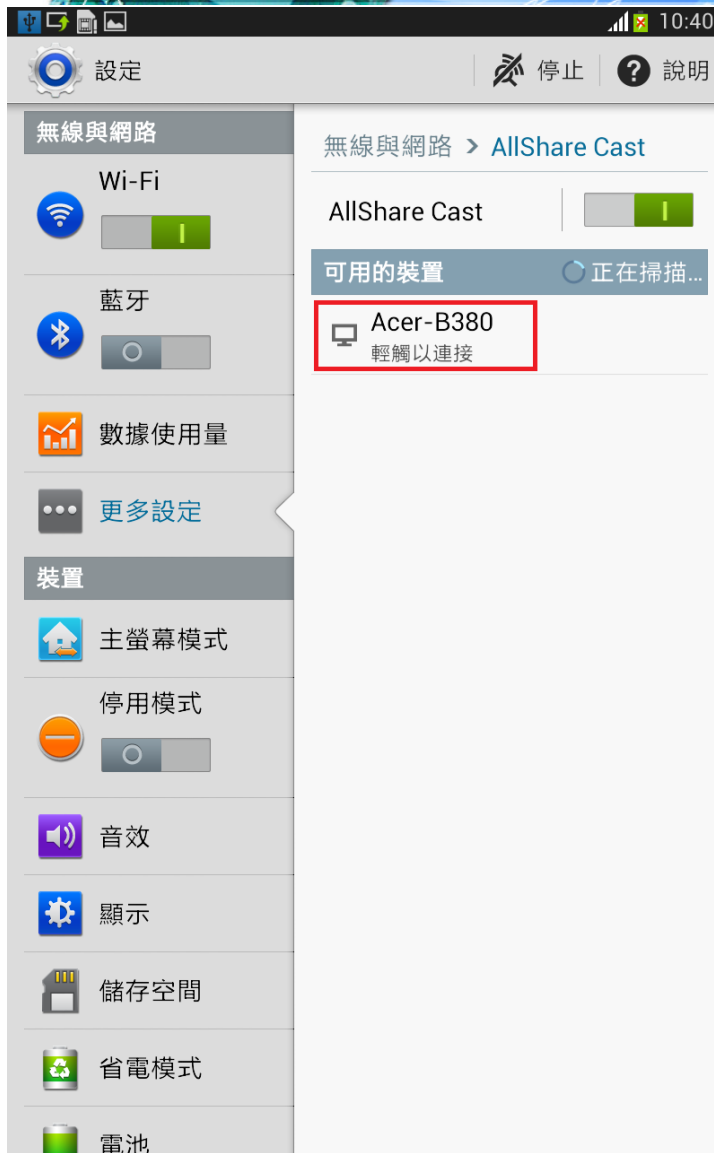 10:40
設定
停止
說明
無線與網路
Wi-Fi
藍牙
數據使用量
更多設定
裝置
主螢幕模式
停用模式
音效
顯示
儲存空間
省電模式
電池
無線與網路 > AllShare Cast
AllShare Cast
可用的裝置
正在掃描...
Acer-B380
輕觸以連接